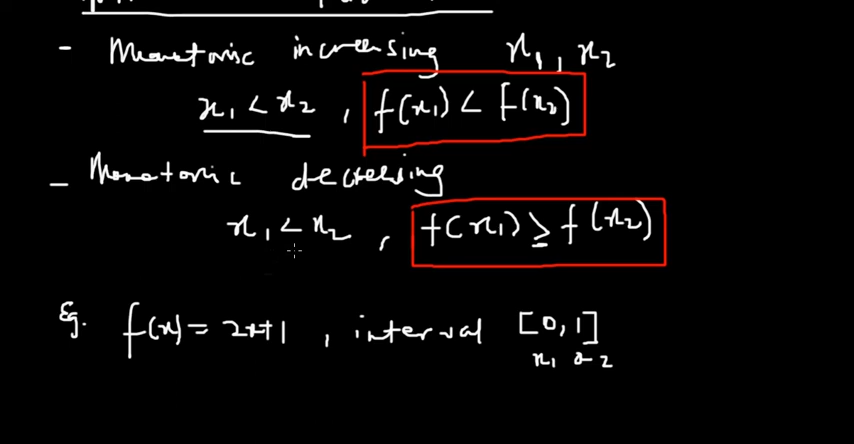 - Monotonic increasing x₁, x₂
x₁ < x₂ , f(x₁) < f(x₂)
- Monotonic decreasing
x₁ < x₂ , f(x₁) ≥ f(x₂)
Eg. f(x) = 2x+1 , interval [0,1]
x₁ x₂